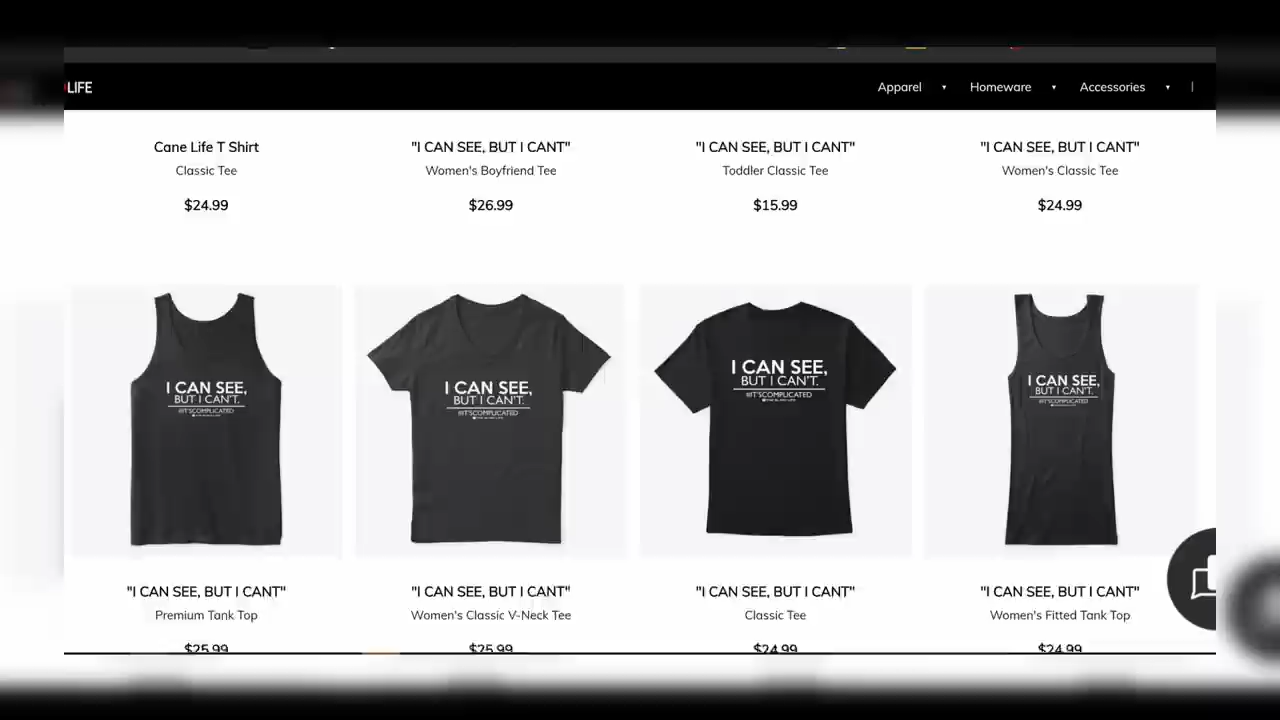 LIFE
Apparel Homeware Accessories
Cane Life T Shirt
Classic Tee
$24.99
"I CAN SEE, BUT I CANT"
Women's Boyfriend Tee
$26.99
"I CAN SEE, BUT I CANT"
Toddler Classic Tee
$15.99
"I CAN SEE, BUT I CANT"
Women's Classic Tee
$24.99
I CAN SEE,
BUT I CAN'T.
#IT'SCOMPLICATED
I CAN SEE,
BUT I CAN'T.
#IT'SCOMPLICATED
I CAN SEE,
BUT I CAN'T.
#IT'SCOMPLICATED
I CAN SEE,
BUT I CAN'T.
#IT'SCOMPLICATED
"I CAN SEE, BUT I CANT"
Premium Tank Top
$25.99
"I CAN SEE, BUT I CANT"
Women's Classic V-Neck Tee
$25.99
"I CAN SEE, BUT I CANT"
Classic Tee
$24.99
"I CAN SEE, BUT I CANT"
Women's Fitted Tank Top
$24.99